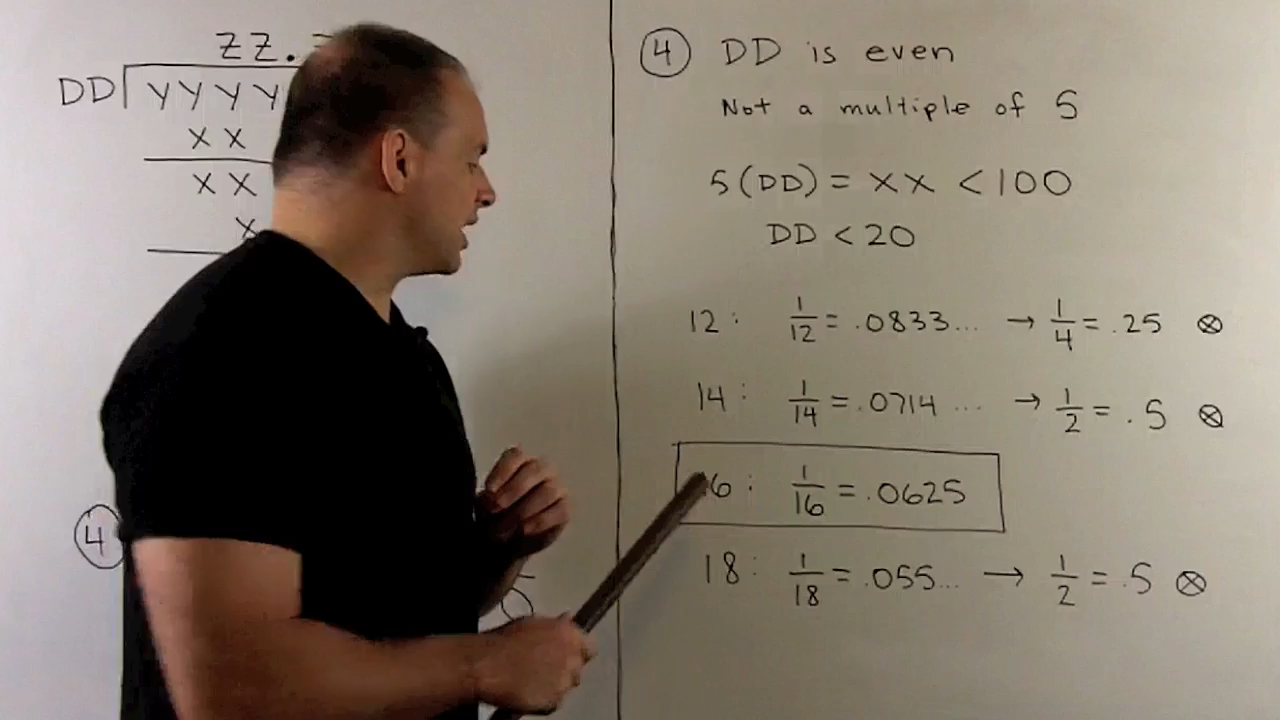 ZZ.
DD YYYY
XX
XX
X
4
4 DD is even
Not a multiple of 5
5(DD) = XX < 100
DD < 20
12: 1/12 = .0833... → 1/4 = .25 ⊗
14: 1/14 = .0714... → 1/2 = .5 ⊗
6: 1/16 = .0625
18: 1/18 = .055... → 1/2 = .5 ⊗